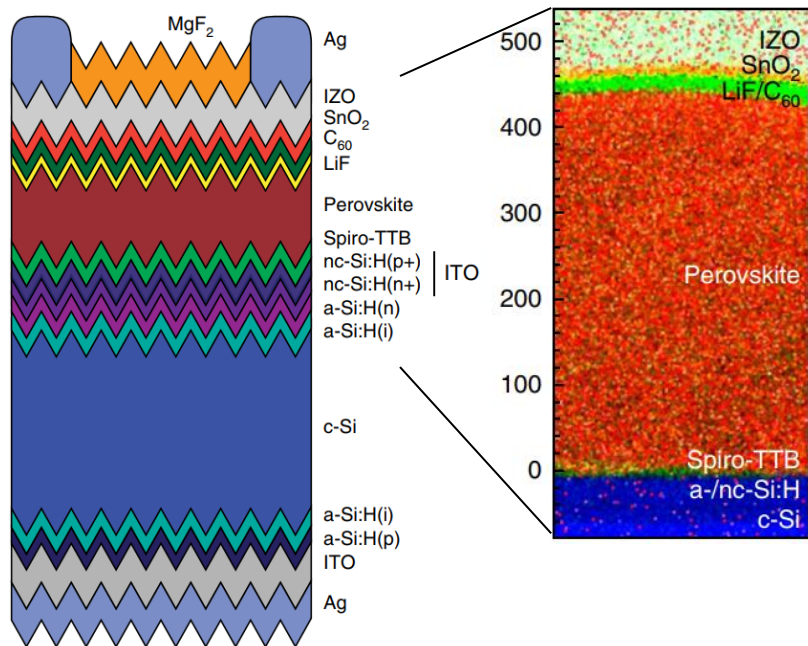 MgF₂
Ag
IZO
SnO₂
C₆₀
LiF
Perovskite
Spiro-TTB
nc-Si:H(p+)
nc-Si:H(n+)
ITO
a-Si:H(n)
a-Si:H(i)
c-Si
a-Si:H(i)
a-Si:H(p)
ITO
Ag
500
400
300
200
100
0
IZO
SnO₂
LiF/C₆₀
Perovskite
Spiro-TTB
a-/nc-Si:H
c-Si